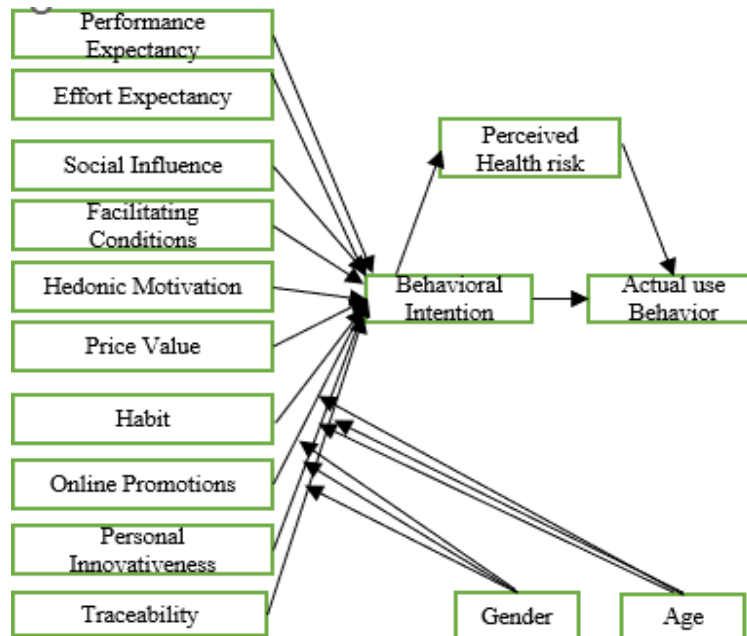 Performance
Expectancy
Effort Expectancy
Social Influence
Facilitating
Conditions
Hedonic Motivation
Price Value
Habit
Online Promotions
Personal
Innovativeness
Traceability
Perceived
Health risk
Behavioral
Intention
Actual use
Behavior
Gender
Age